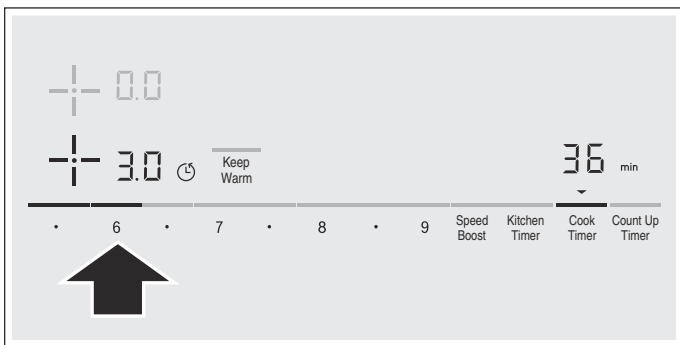 0.0
3.0 Keep Warm 36 min
· 6 · 7 · 8 · 9 Speed Boost Kitchen Timer Cook Timer Count Up Timer